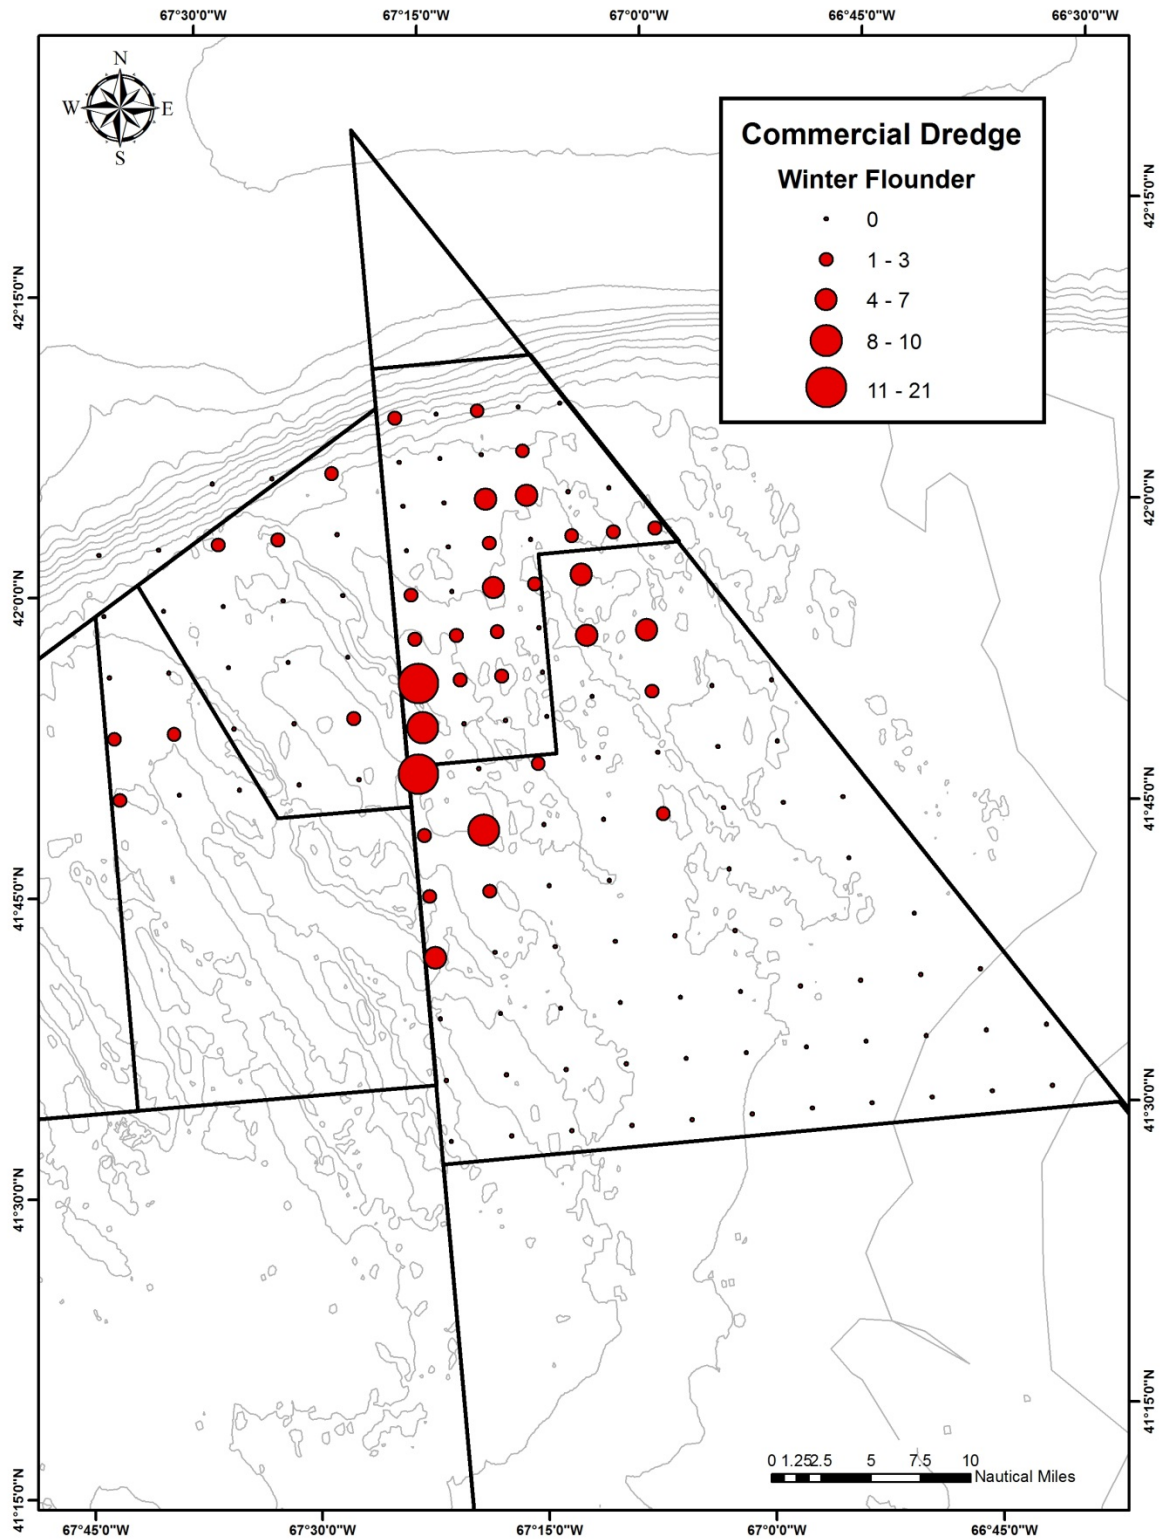 67°30'0"W 67°15'0"W 67°0'0"W 66°45'0"W 66°30'0"W
N
W E
S
Commercial Dredge
Winter Flounder
0
1 - 3
4 - 7
8 - 10
11 - 21
42°15'0"N
42°15'0"N
42°0'0"N
42°0'0"N
41°45'0"N
41°45'0"N
41°30'0"N
41°30'0"N
41°15'0"N
41°15'0"N
0 1.25 2.5 5 7.5 10
Nautical Miles
67°45'0"W 67°30'0"W 67°15'0"W 67°0'0"W 66°45'0"W